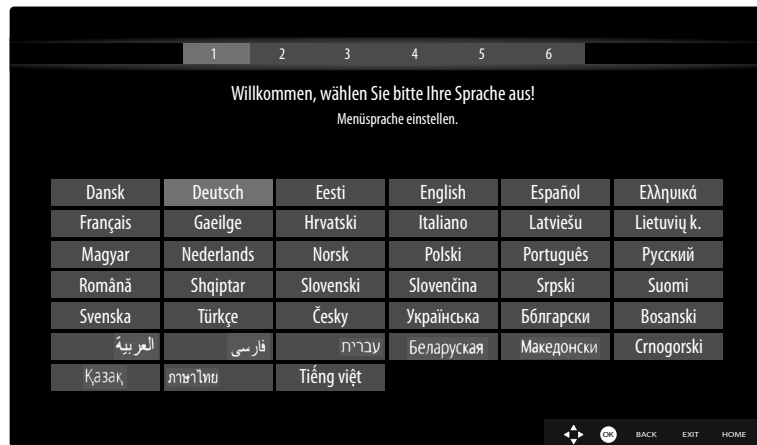 1 2 3 4 5 6
Willkommen, wählen Sie bitte Ihre Sprache aus!
Menüsprache einstellen.
Dansk Deutsch Eesti English Español Ελληυικά
Français Gaeilge Hrvatski Italiano Latviešu Lietuvių k.
Magyar Nederlands Norsk Polski Português Русский
Română Shqiptar Slovenski Slovenčina Srpski Suomi
Svenska Türkçe Česky Українська Бблгарски Bosanski
العربية فارسی עברית Беларуская Македонски Crnogorski
Қазақ ภาษาไทย Tiếng việt
OK BACK EXIT HOME